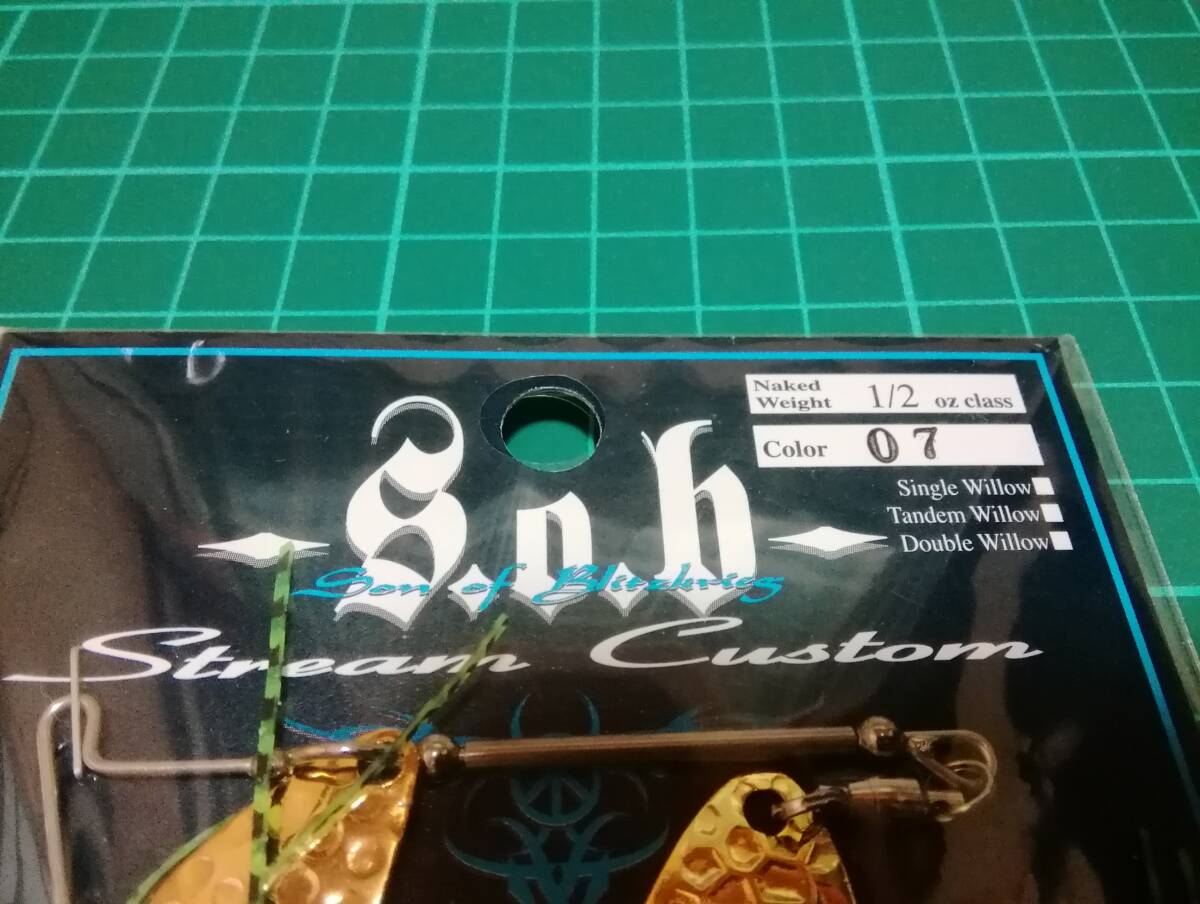 Naked Weight 1/2 oz class
Color 07
S.o.b
Son of Blitzkrieg
Single Willow
Tandem Willow
Double Willow
Stream Custom